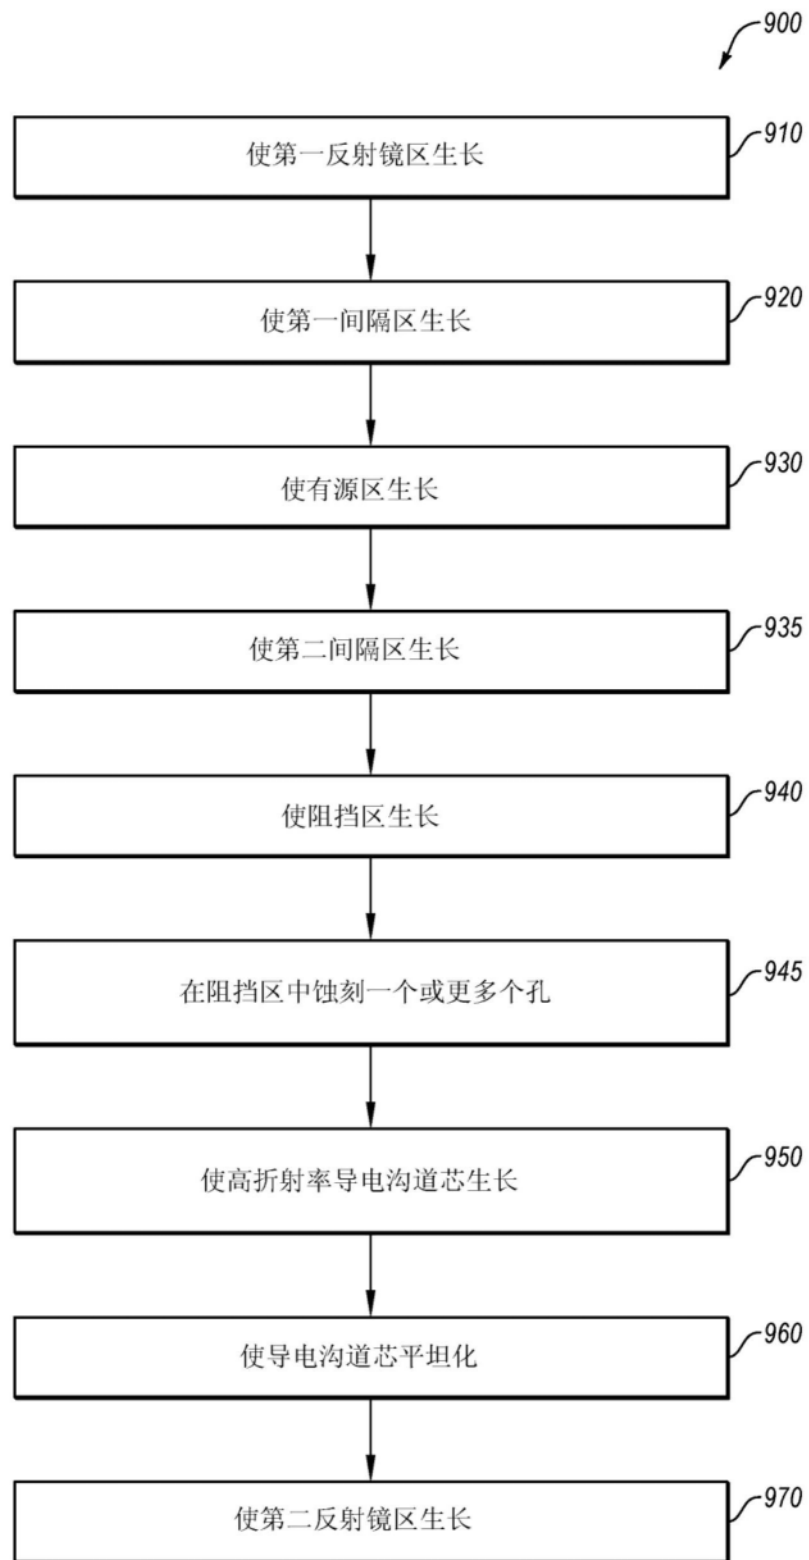 900
使第一反射镜区生长
910
使第一间隔区生长
920
使有源区生长
930
使第二间隔区生长
935
使阻挡区生长
940
在阻挡区中蚀刻一个或更多个孔
945
使高折射率导电沟道芯生长
950
使导电沟道芯平坦化
960
使第二反射镜区生长
970